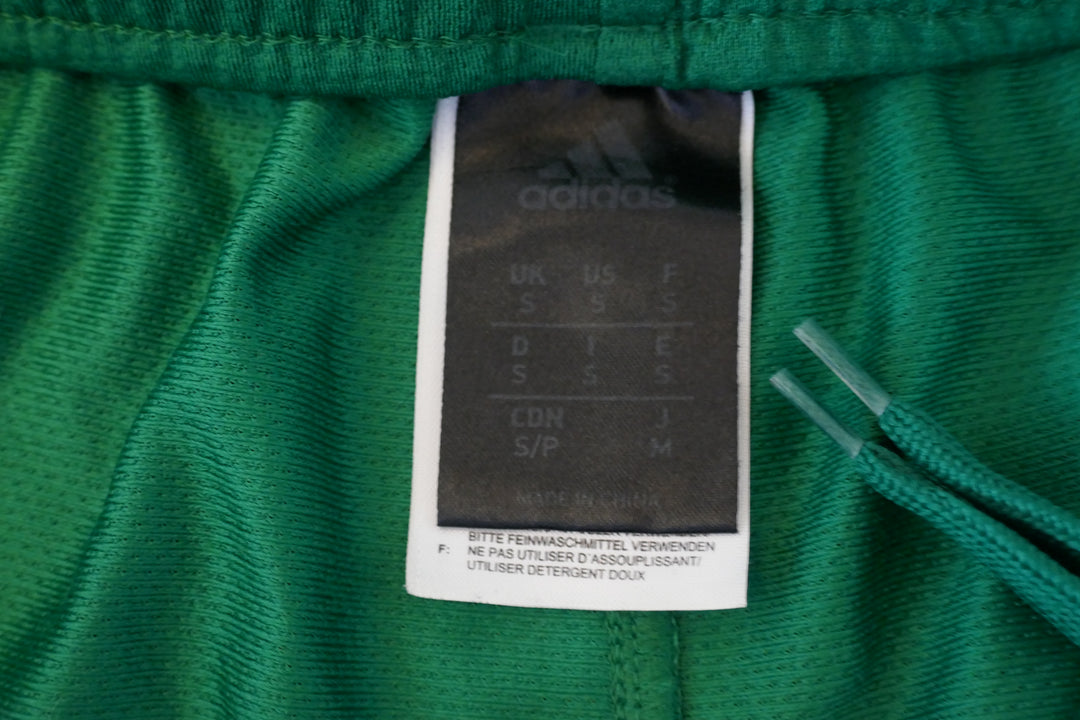 adidas
UK US F
S S S
D I E
S S S
CDN J
S/P M
MADE IN CHINA
BITTE FEINWASCHMITTEL VERWENDEN
F: NE PAS UTILISER D'ASSOUPLISSANT/
UTILISER DETERGENT DOUX